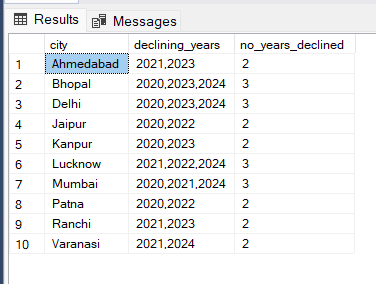 Results Messages
city declining_years no_years_declined
1 Ahmedabad 2021,2023 2
2 Bhopal 2020,2023,2024 3
3 Delhi 2020,2023,2024 3
4 Jaipur 2020,2022 2
5 Kanpur 2020,2023 2
6 Lucknow 2021,2022,2024 3
7 Mumbai 2020,2021,2024 3
8 Patna 2020,2022 2
9 Ranchi 2021,2023 2
10 Varanasi 2021,2024 2